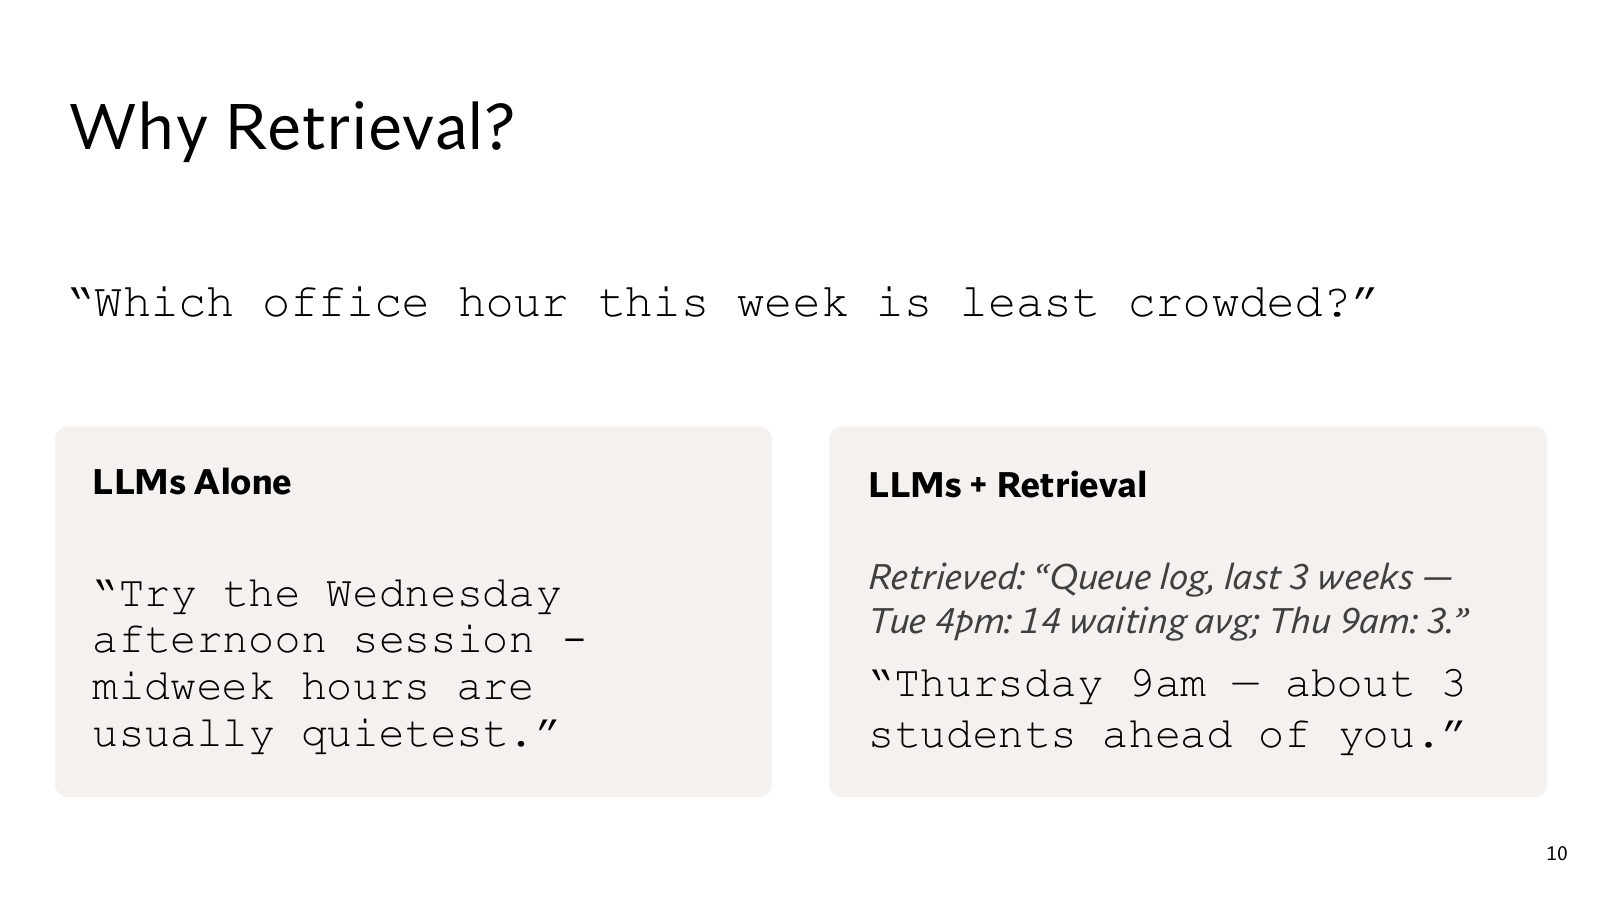 Why Retrieval?
“Which office hour this week is least crowded?”
LLMs Alone
“Try the Wednesday
afternoon session –
midweek hours are
usually quietest.”
LLMs + Retrieval
Retrieved: “Queue log, last 3 weeks —
Tue 4pm: 14 waiting avg; Thu 9am: 3.”
“Thursday 9am — about 3
students ahead of you.”
10